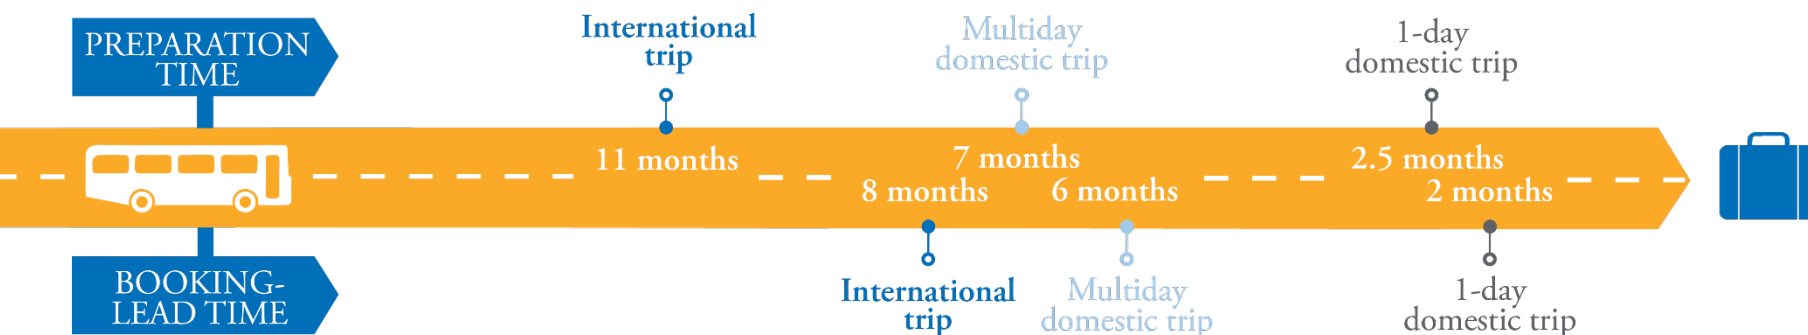 PREPARATION
TIME
International
trip
Multiday
domestic trip
1-day
domestic trip
11 months
7 months
2.5 months
8 months
6 months
2 months
BOOKING-
LEAD TIME
International
trip
Multiday
domestic trip
1-day
domestic trip